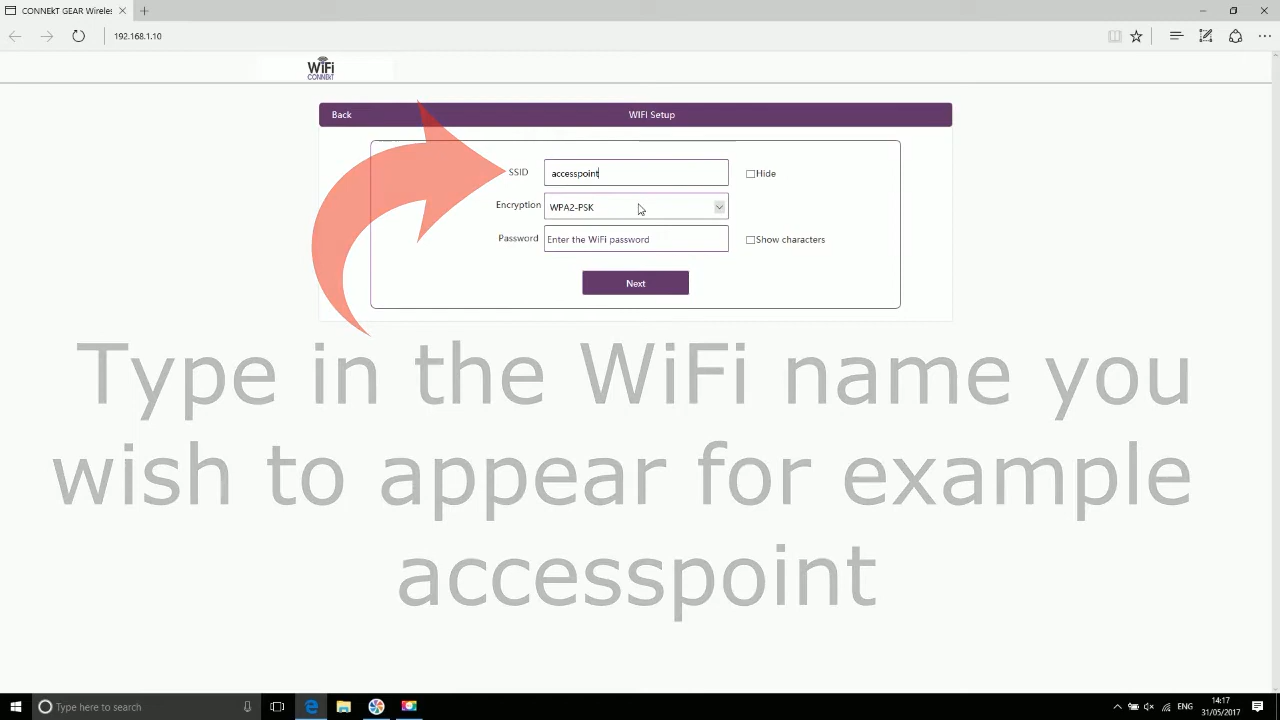 CONNEkT GEAR Wireles
192.168.1.10
WiFi
CONNEkT
Back
WIFI Setup
SSID
accesspoint
Hide
Encryption
WPA2-PSK
Password
Enter the WiFi password
Show characters
Next
Type in the WiFi name you
wish to appear for example
accesspoint
Type here to search
ENG
14:17
31/05/2017